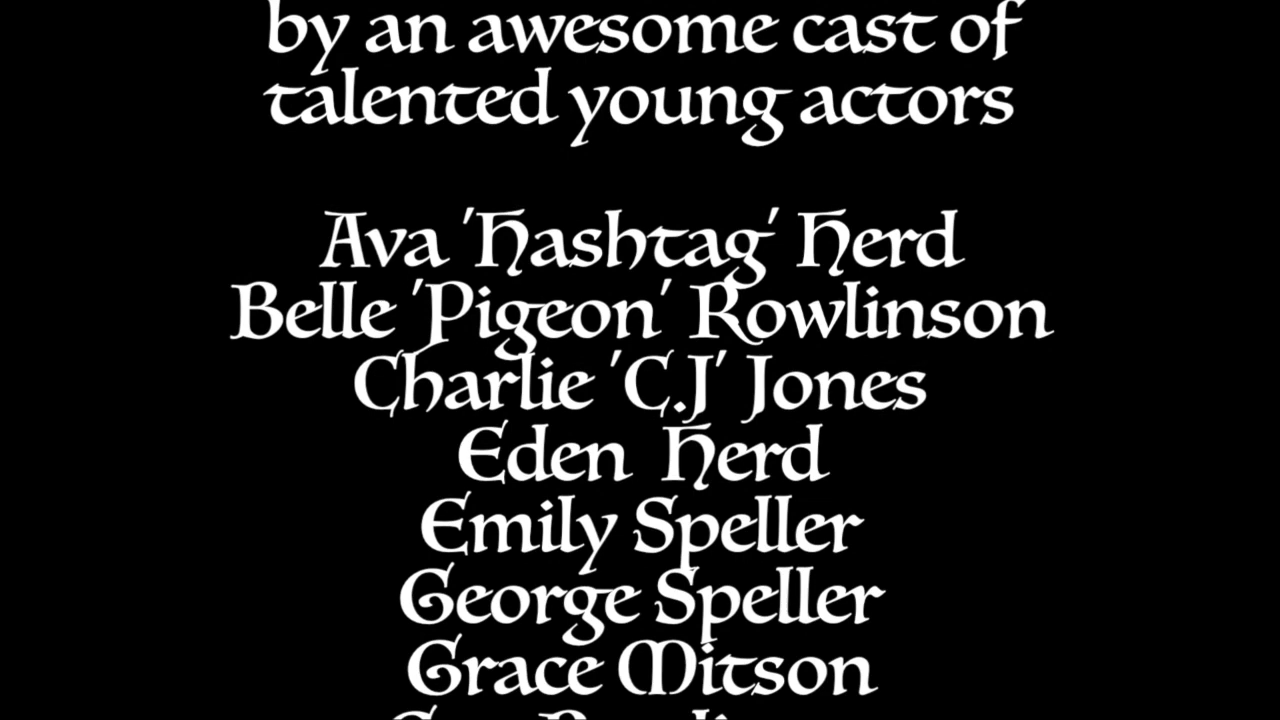 by an awesome cast of
talented young actors
Ava 'Hashtag' Herd
Belle 'Pigeon' Rowlinson
Charlie 'C.J' Jones
Eden Herd
Emily Speller
George Speller
Grace Mitson